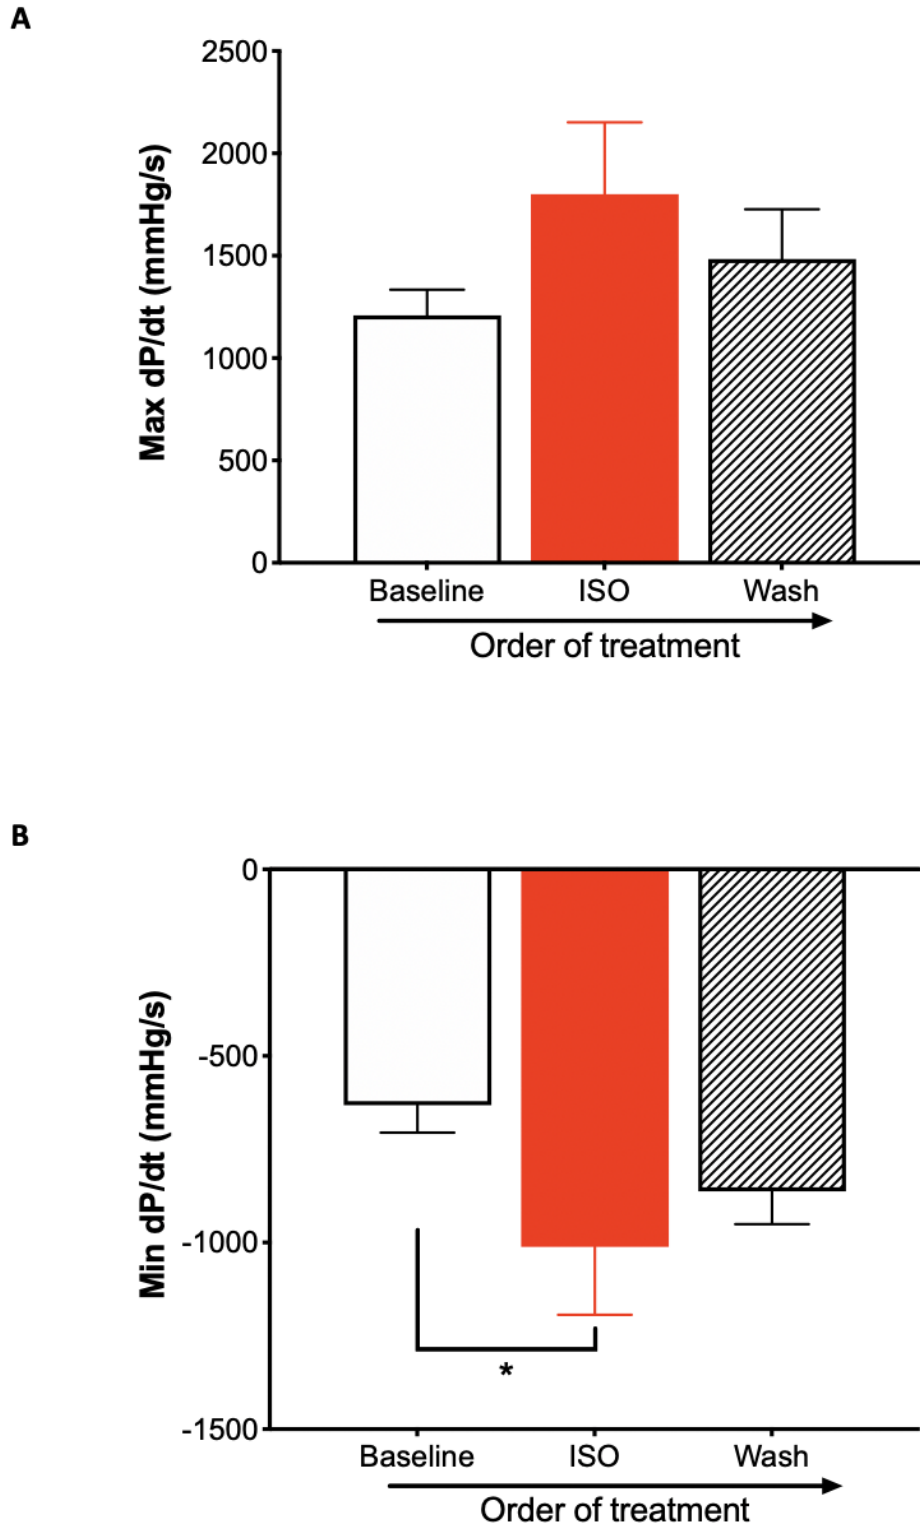 A
Max dP/dt (mmHg/s)
2500
2000
1500
1000
500
0
Baseline ISO Wash
Order of treatment
B
Min dP/dt (mmHg/s)
0
-500
-1000
-1500
*
Baseline ISO Wash
Order of treatment